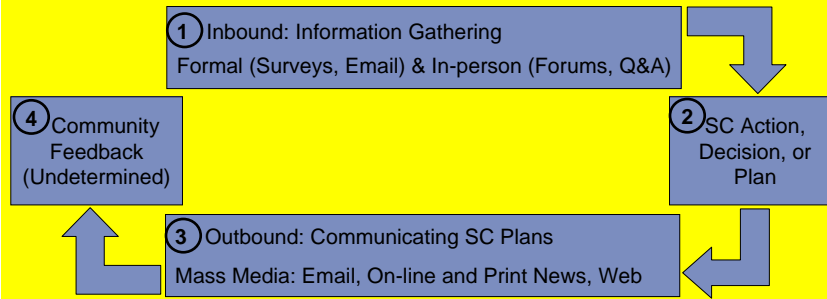 1 Inbound: Information Gathering
Formal (Surveys, Email) & In-person (Forums, Q&A)
2 SC Action,
Decision, or
Plan
3 Outbound: Communicating SC Plans
Mass Media: Email, On-line and Print News, Web
4 Community
Feedback
(Undetermined)